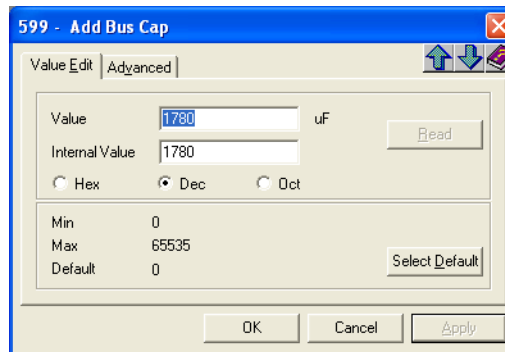 599 - Add Bus Cap
Value Edit Advanced
Value 1780 uF
Read
Internal Value 1780
Hex Dec Oct
Min 0
Max 65535
Default 0
Select Default
OK Cancel Apply